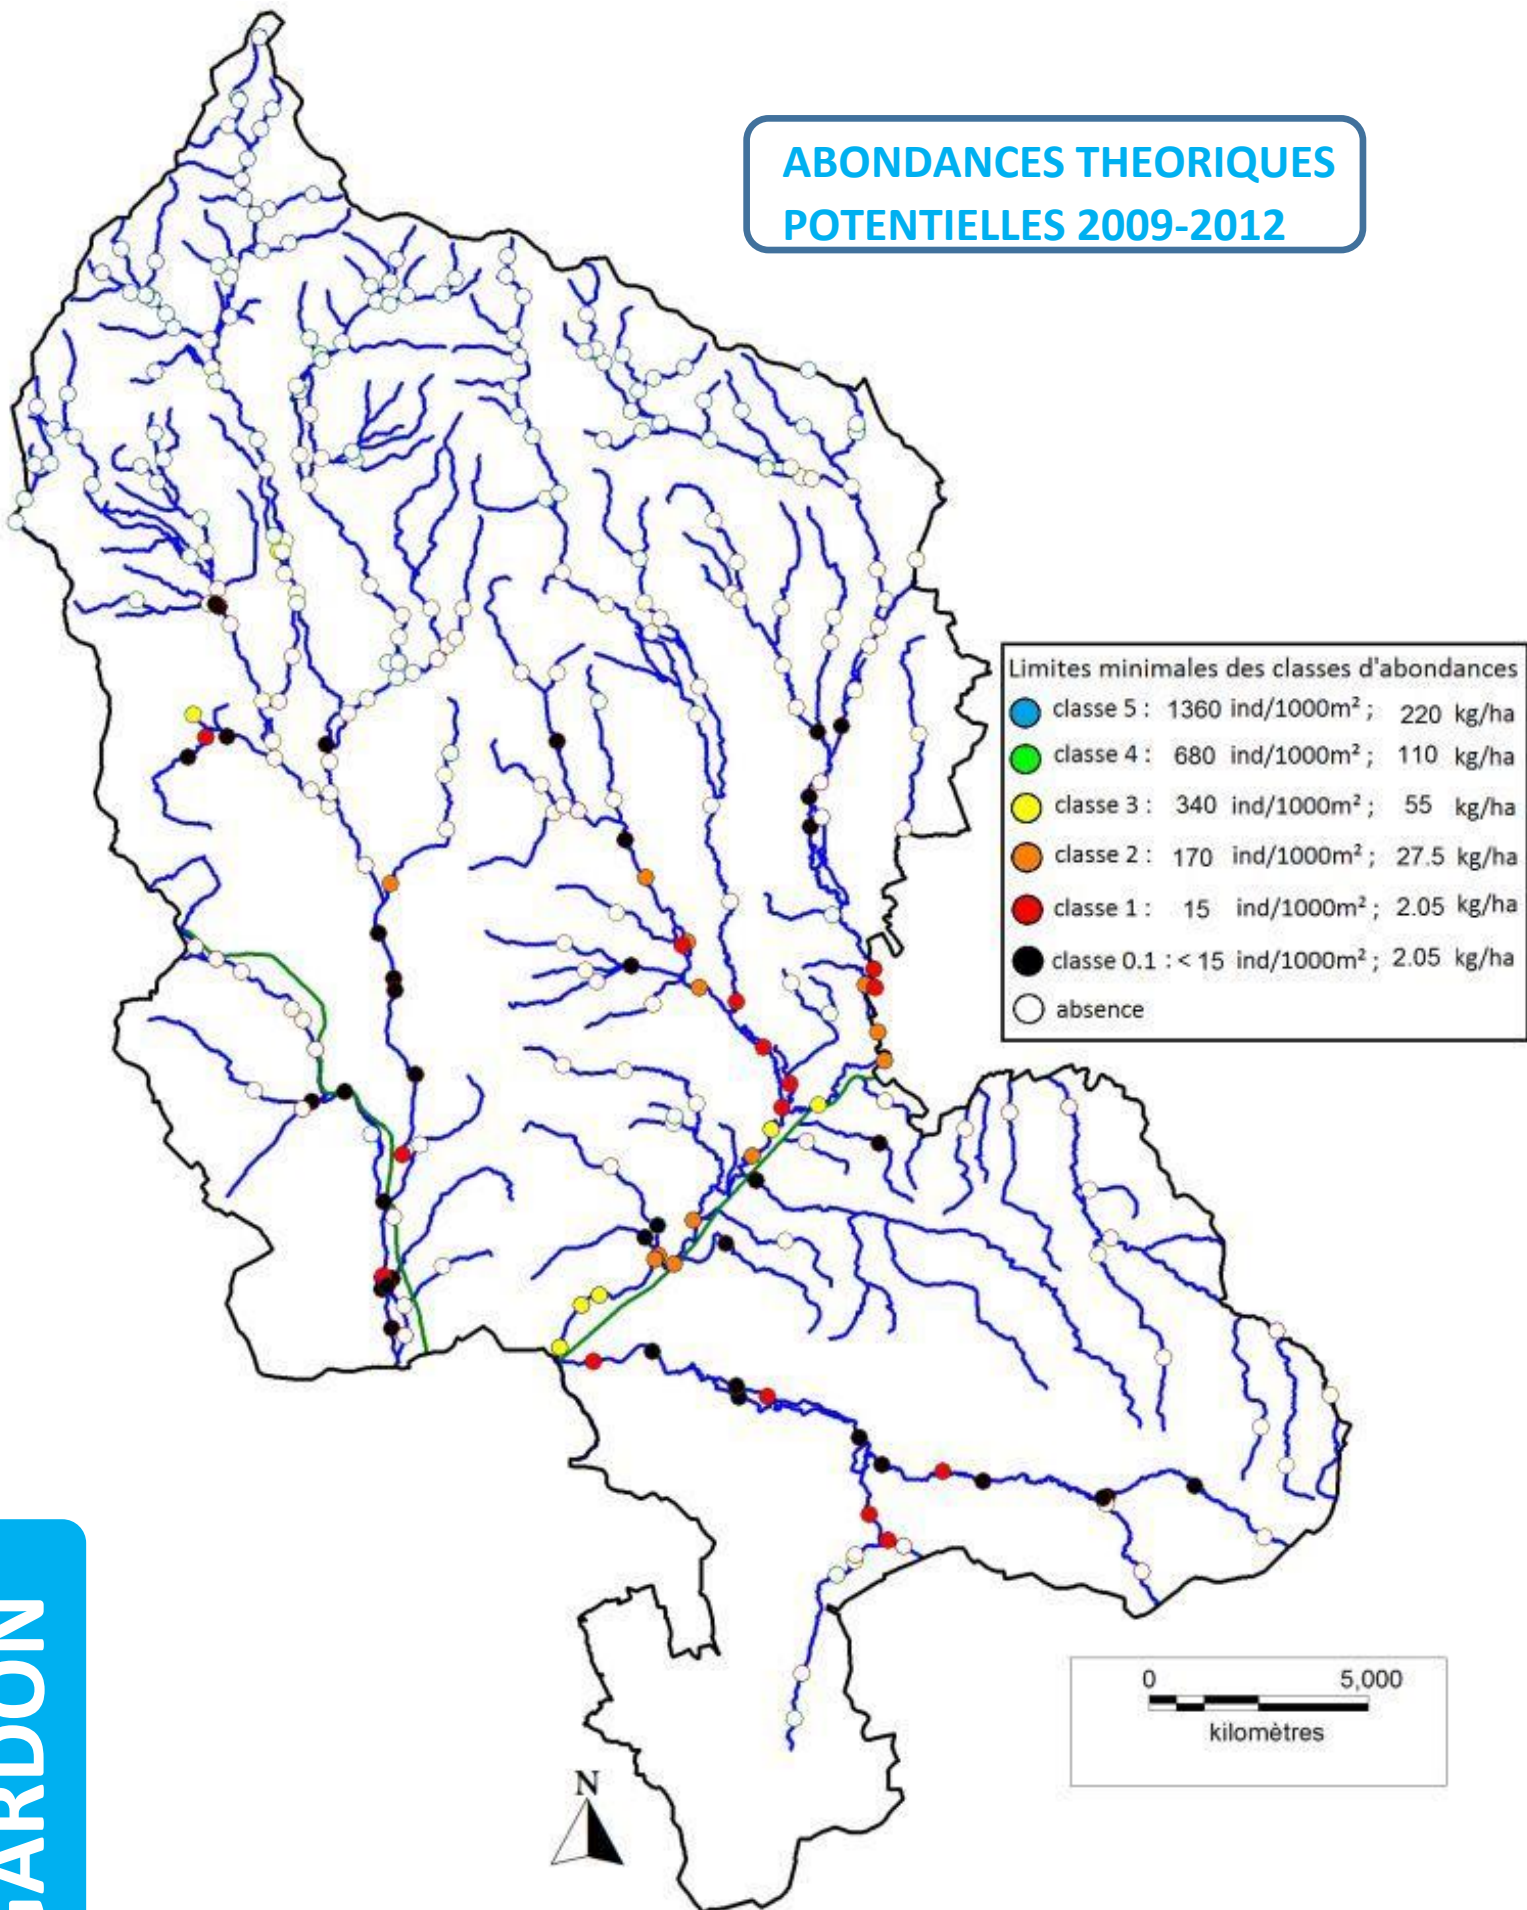 ABONDANCES THEORIQUES
POTENTIELLES 2009-2012
Limites minimales des classes d'abondances
classe 5 : 1360 ind/1000m² ; 220 kg/ha
classe 4 : 680 ind/1000m² ; 110 kg/ha
classe 3 : 340 ind/1000m² ; 55 kg/ha
classe 2 : 170 ind/1000m² ; 27.5 kg/ha
classe 1 : 15 ind/1000m² ; 2.05 kg/ha
classe 0.1 : < 15 ind/1000m² ; 2.05 kg/ha
absence
0 5,000
kilomètres
N
GARDON